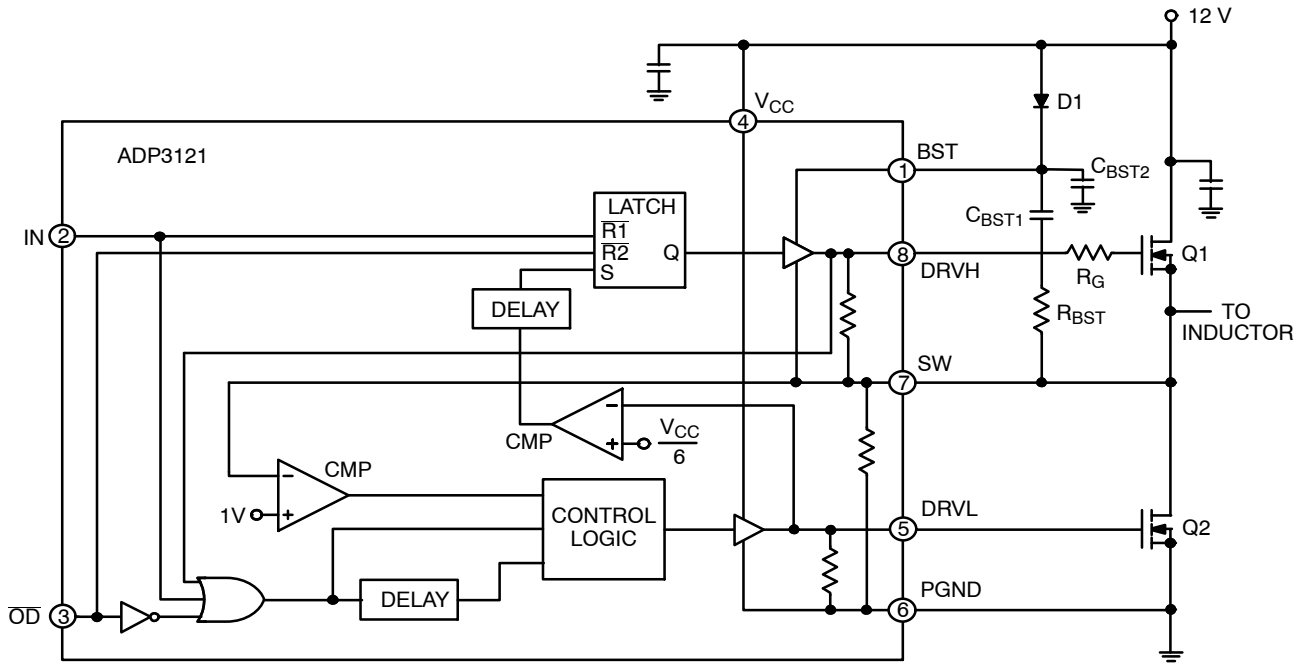 12 V
D1
VCC
4
ADP3121
BST
1
CBST2
LATCH
CBST1
IN 2
R1
R2
Q
S
8
DRVH
RG
Q1
DELAY
RBST
TO
INDUCTOR
SW
7
−
CMP
+
VCC
6
CMP
−
1V
+
CONTROL
LOGIC
DRVL
5
Q2
DELAY
PGND
OD 3
6